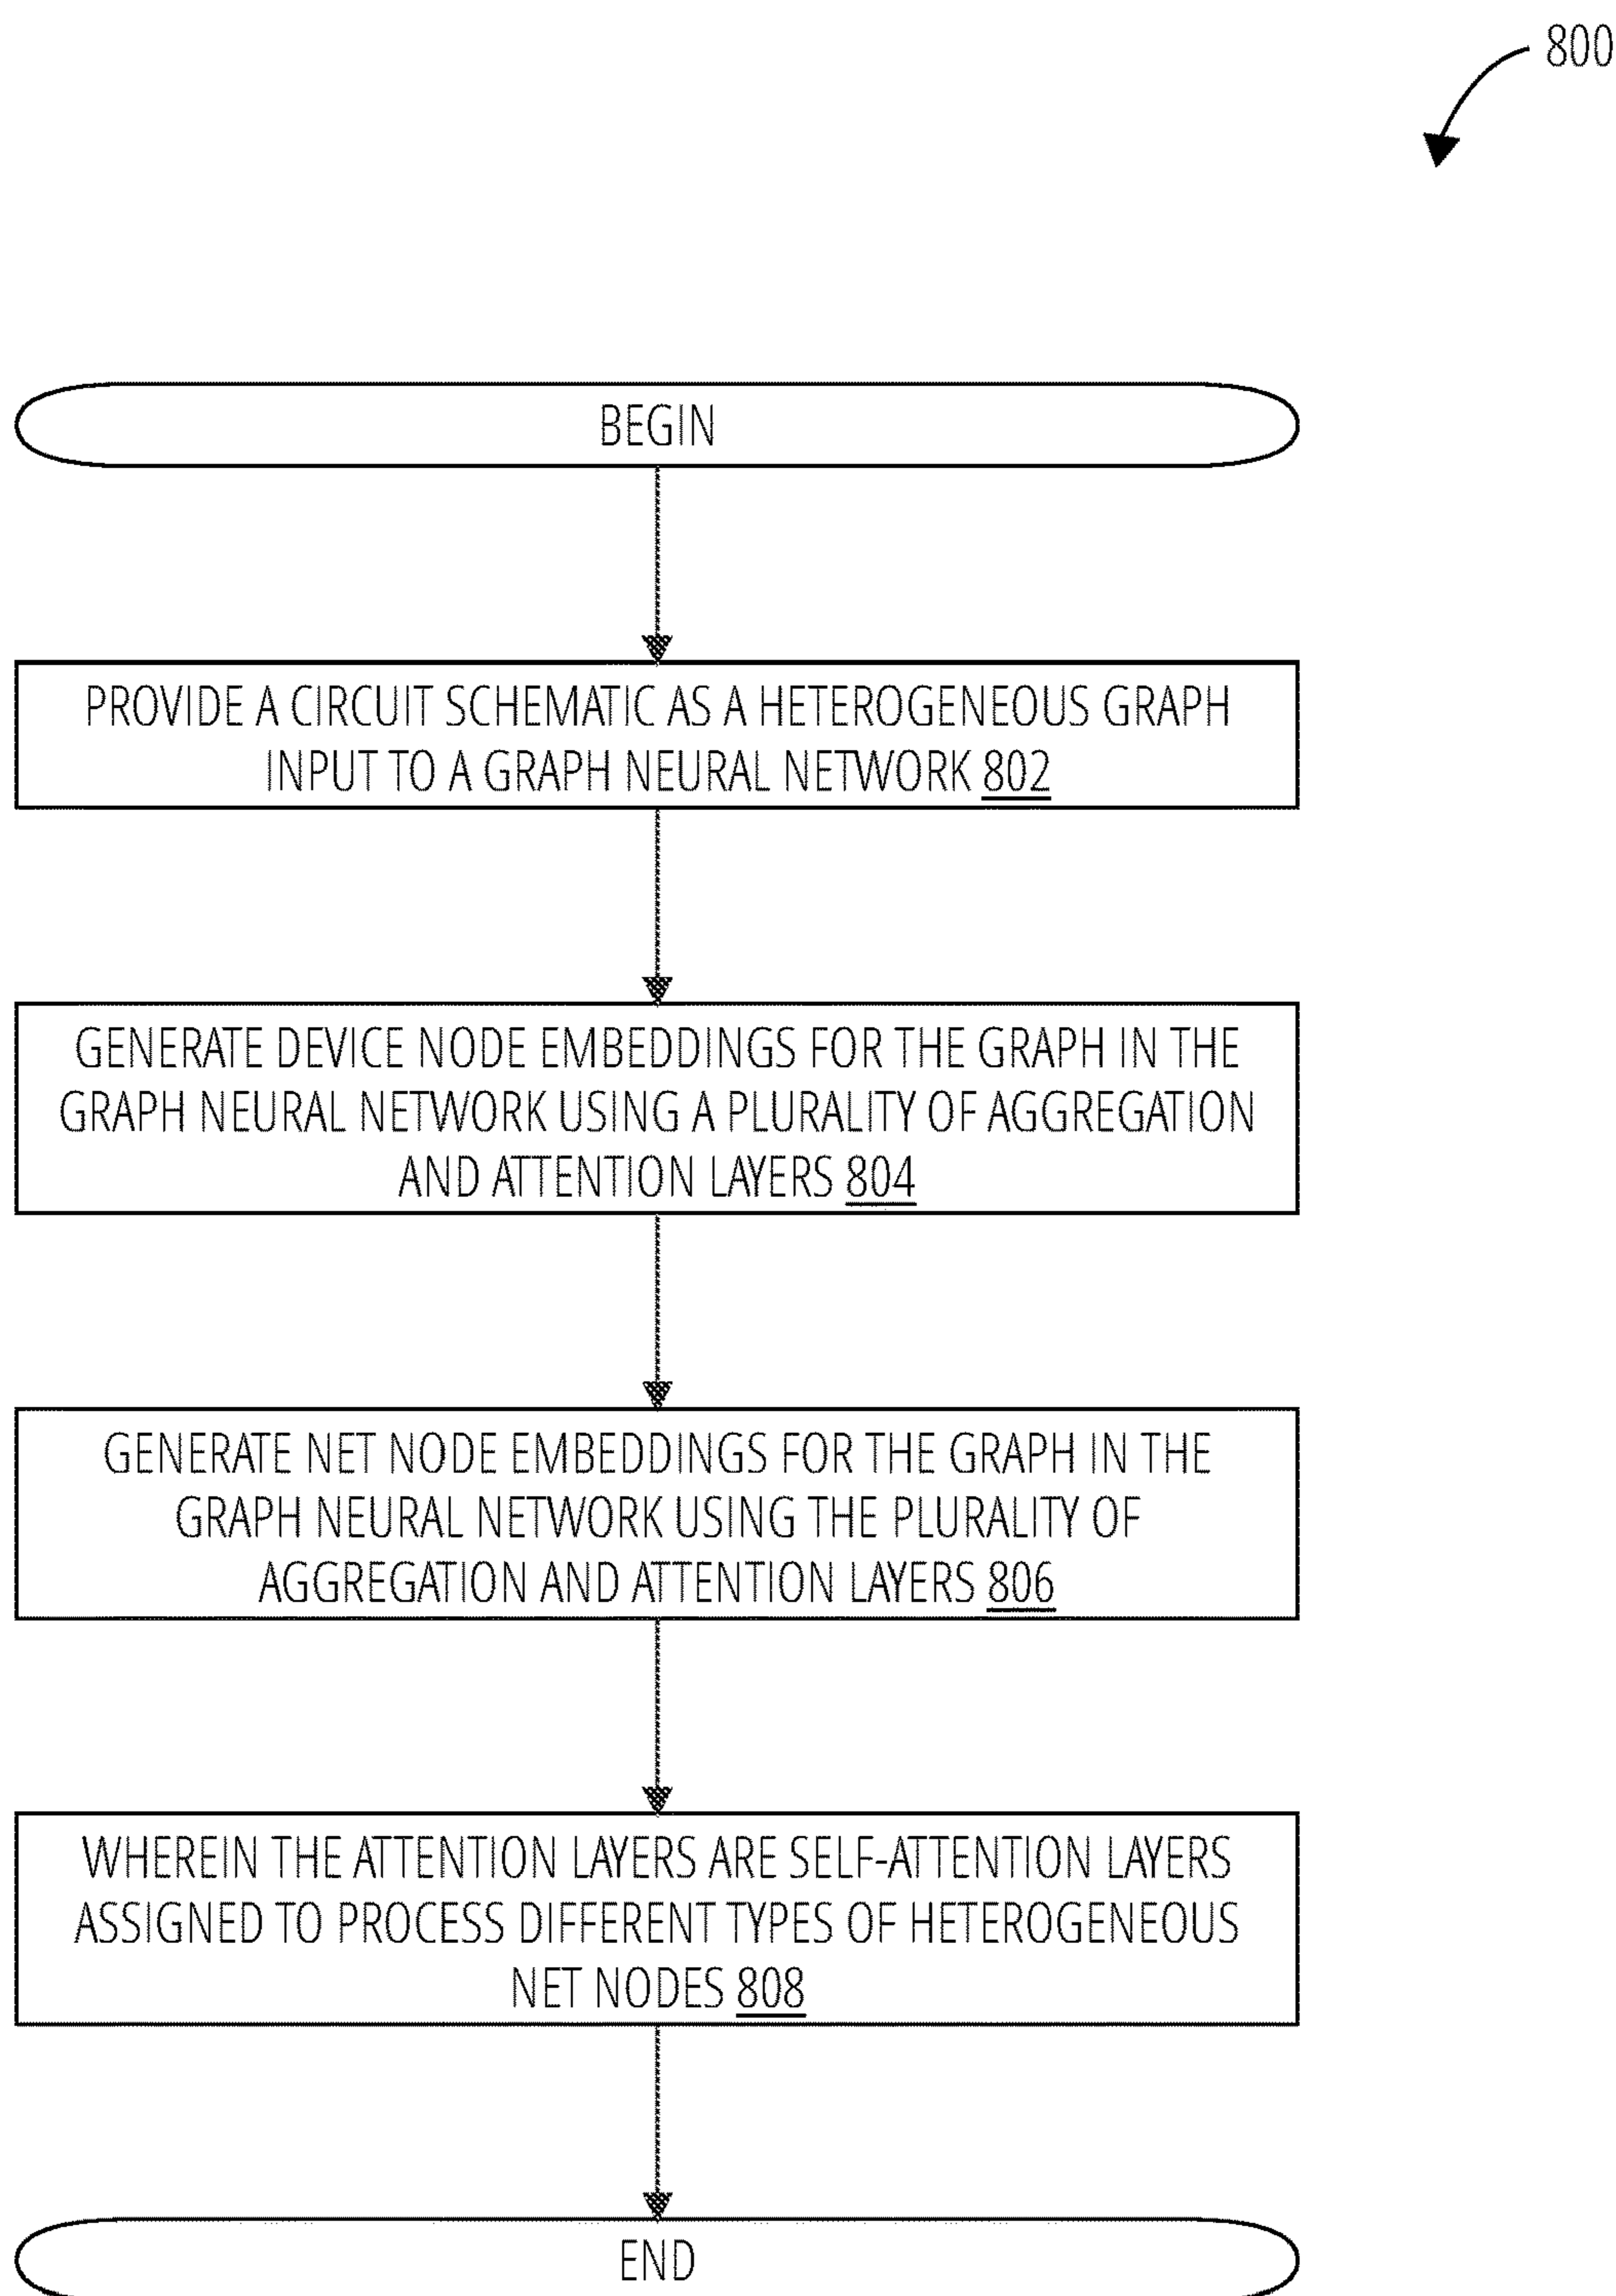 800
BEGIN
PROVIDE A CIRCUIT SCHEMATIC AS A HETEROGENEOUS GRAPH
INPUT TO A GRAPH NEURAL NETWORK 802
GENERATE DEVICE NODE EMBEDDINGS FOR THE GRAPH IN THE
GRAPH NEURAL NETWORK USING A PLURALITY OF AGGREGATION
AND ATTENTION LAYERS 804
GENERATE NET NODE EMBEDDINGS FOR THE GRAPH IN THE
GRAPH NEURAL NETWORK USING THE PLURALITY OF
AGGREGATION AND ATTENTION LAYERS 806
WHEREIN THE ATTENTION LAYERS ARE SELF-ATTENTION LAYERS
ASSIGNED TO PROCESS DIFFERENT TYPES OF HETEROGENEOUS
NET NODES 808
END